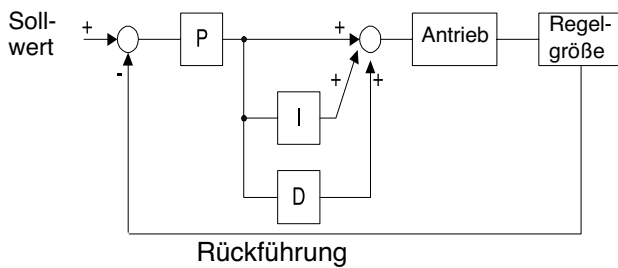 Soll-
wert
+
-
P
+
+
+
I
D
Antrieb
Regel-
größe
Rückführung